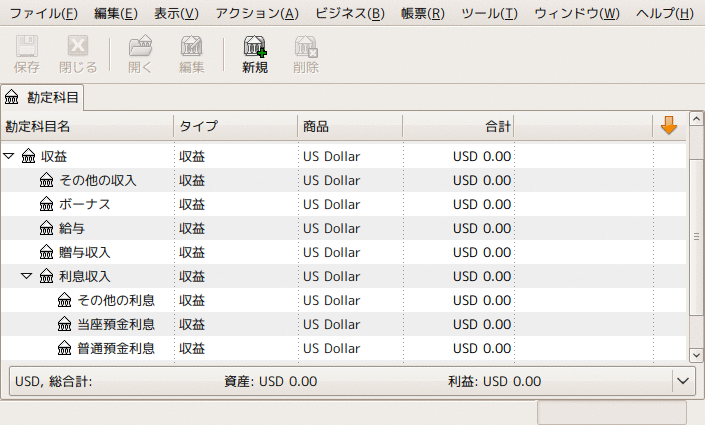 ファイル(F) 編集(E) 表示(V) アクション(A) ビジネス(B) 帳票(R) ツール(T) ウィンドウ(W) ヘルプ(H)
保存 閉じる 開く 編集 新規 削除
勘定科目
勘定科目名 タイプ 商品 合計
収益 収益 US Dollar USD 0.00
その他の収入 収益 US Dollar USD 0.00
ボーナス 収益 US Dollar USD 0.00
給与 収益 US Dollar USD 0.00
贈与収入 収益 US Dollar USD 0.00
利息収入 収益 US Dollar USD 0.00
その他の利息 収益 US Dollar USD 0.00
当座預金利息 収益 US Dollar USD 0.00
普通預金利息 収益 US Dollar USD 0.00
USD, 総合計: 資産: USD 0.00 利益: USD 0.00